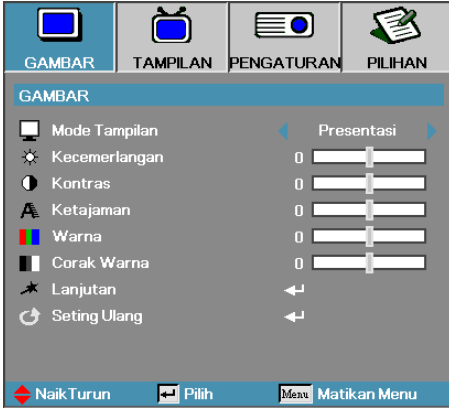 GAMBAR TAMPILAN PENGATURAN PILIHAN
GAMBAR
Mode Tampilan Presentasi
Kecemerlangan 0
Kontras 0
Ketajaman 0
Warna 0
Corak Warna 0
Lanjutan
Seting Ulang
NaikTurun Pilih Menu Matikan Menu